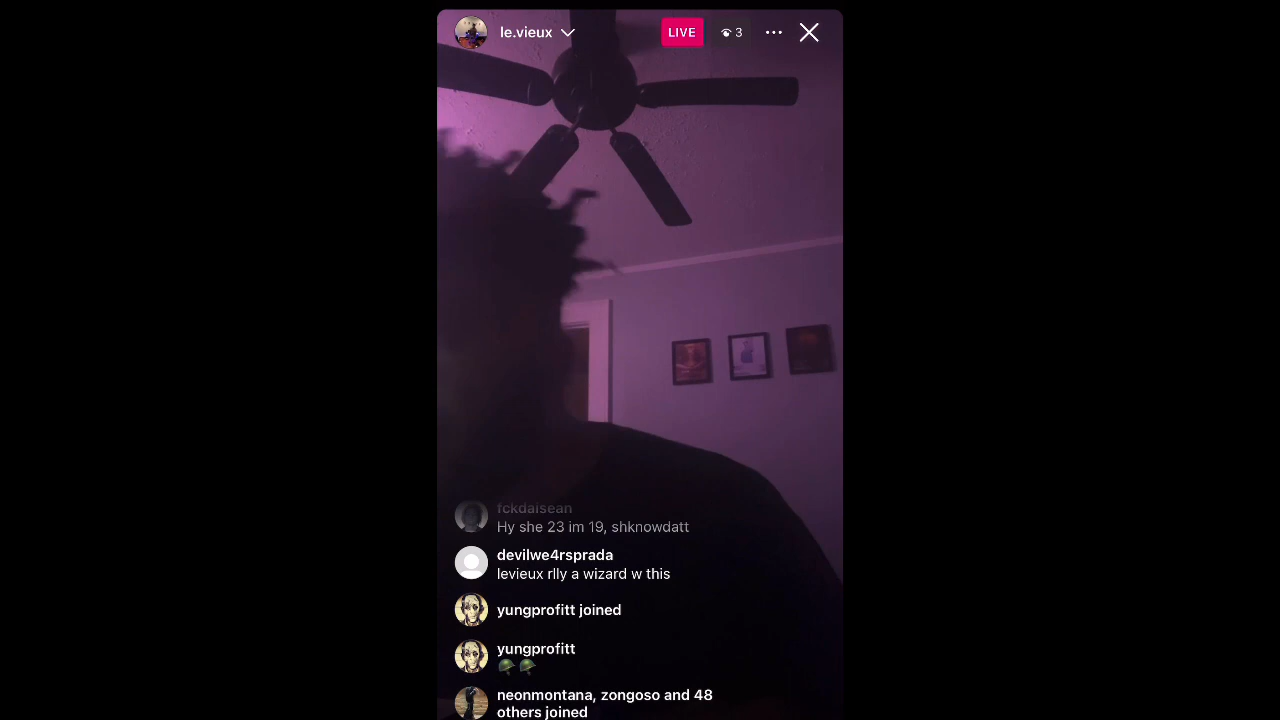 le.vieux
LIVE
3
fckdaisean
Hy she 23 im 19, shknowdatt
devilwe4rsprada
levieux rlly a wizard w this
yungprofitt joined
yungprofitt
🪖🪖
neonmontana, zongoso and 48
others joined